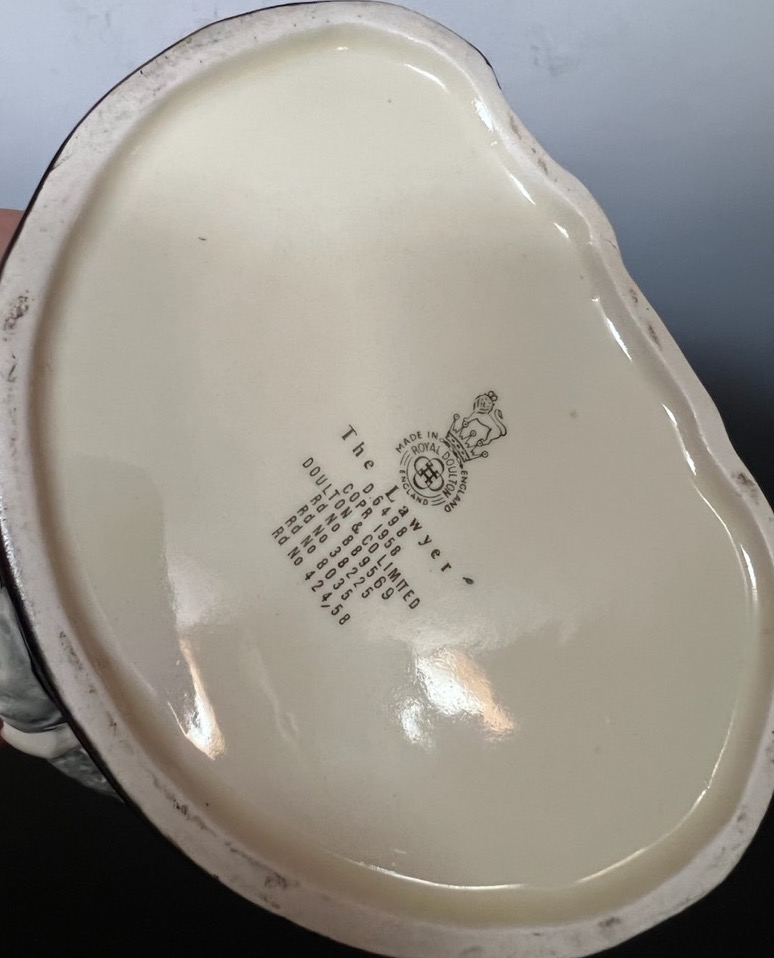 MADE IN
ROYAL DOULTON
ENGLAND
ENGLAND
The Lawyer
D.6498
COPR 1958
DOULTON & CO LIMITED
Rd No 889569
Rd No 38225
Rd No 8035
Rd No 424,58